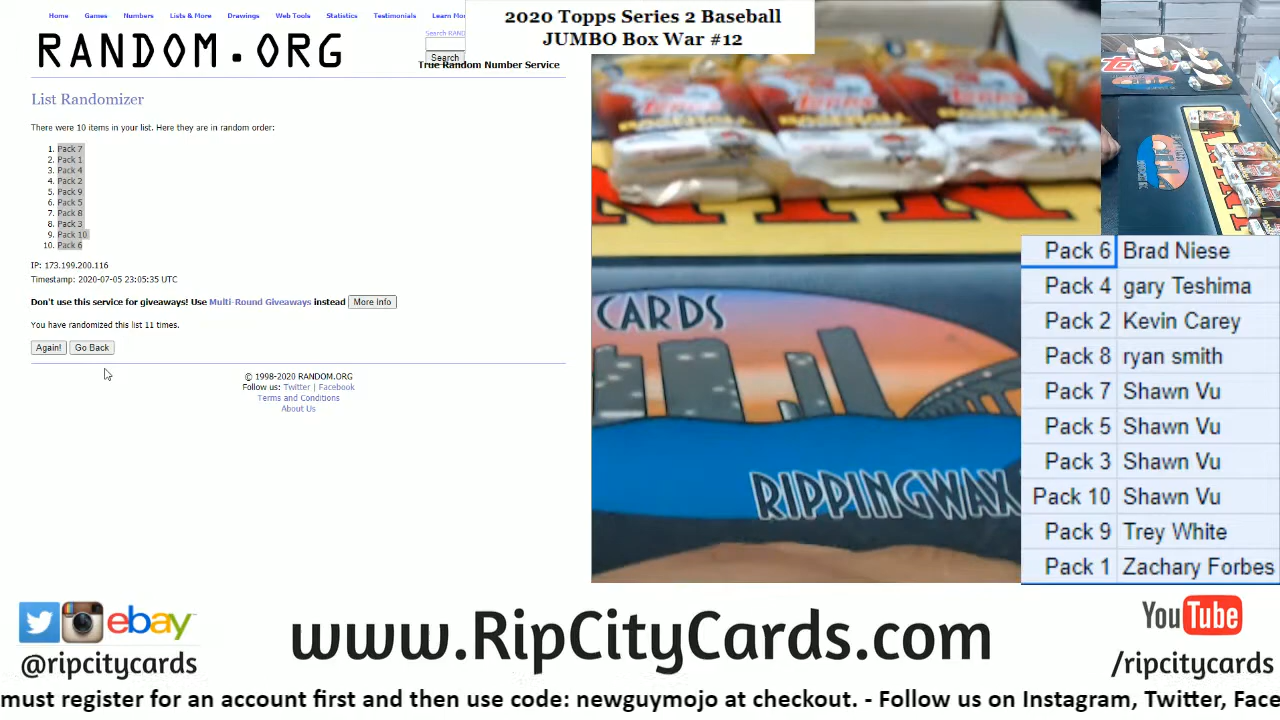 Home Games Numbers Lists & More Drawings Web Tools Statistics Testimonials Learn Mo
RANDOM.ORG
Search RAND
Search
True Random Number Service
List Randomizer
There were 10 items in your list. Here they are in random order:
1. Pack 7
2. Pack 1
3. Pack 4
4. Pack 2
5. Pack 9
6. Pack 5
7. Pack 8
8. Pack 3
9. Pack 10
10. Pack 6
IP: 173.199.200.116
Timestamp: 2020-07-05 23:05:35 UTC
Don't use this service for giveaways! Use Multi-Round Giveaways instead More Info
You have randomized this list 11 times.
Again! Go Back
© 1998-2020 RANDOM.ORG
Follow us: Twitter | Facebook
Terms and Conditions
About Us
2020 Topps Series 2 Baseball
JUMBO Box War #12
CARDS
RIPPINGWAX
Pack 6 Brad Niese
Pack 4 gary Teshima
Pack 2 Kevin Carey
Pack 8 ryan smith
Pack 7 Shawn Vu
Pack 5 Shawn Vu
Pack 3 Shawn Vu
Pack 10 Shawn Vu
Pack 9 Trey White
Pack 1 Zachary Forbes
ebay
@ripcitycards
www.RipCityCards.com
YouTube
/ripcitycards
must register for an account first and then use code: newguymojo at checkout. - Follow us on Instagram, Twitter, Face